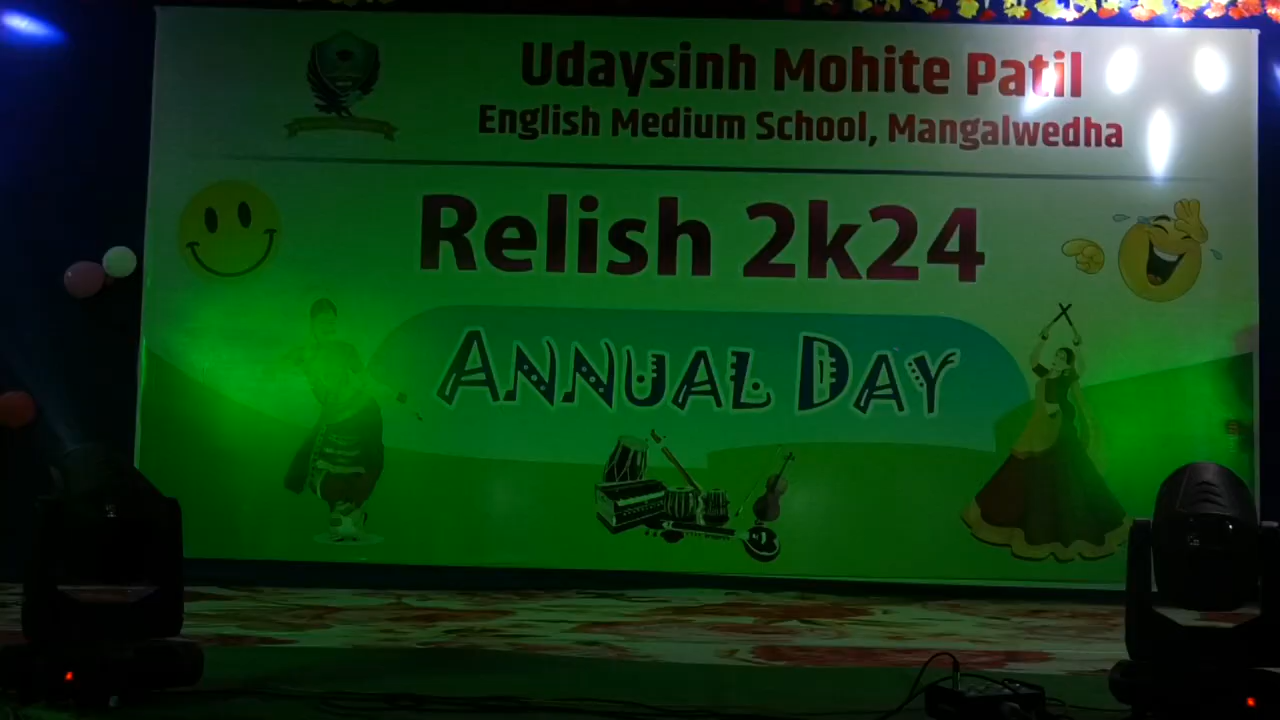 Udaysinh Mohite Patil
English Medium School, Mangalwedha
Relish 2k24
ANNUAL DAY